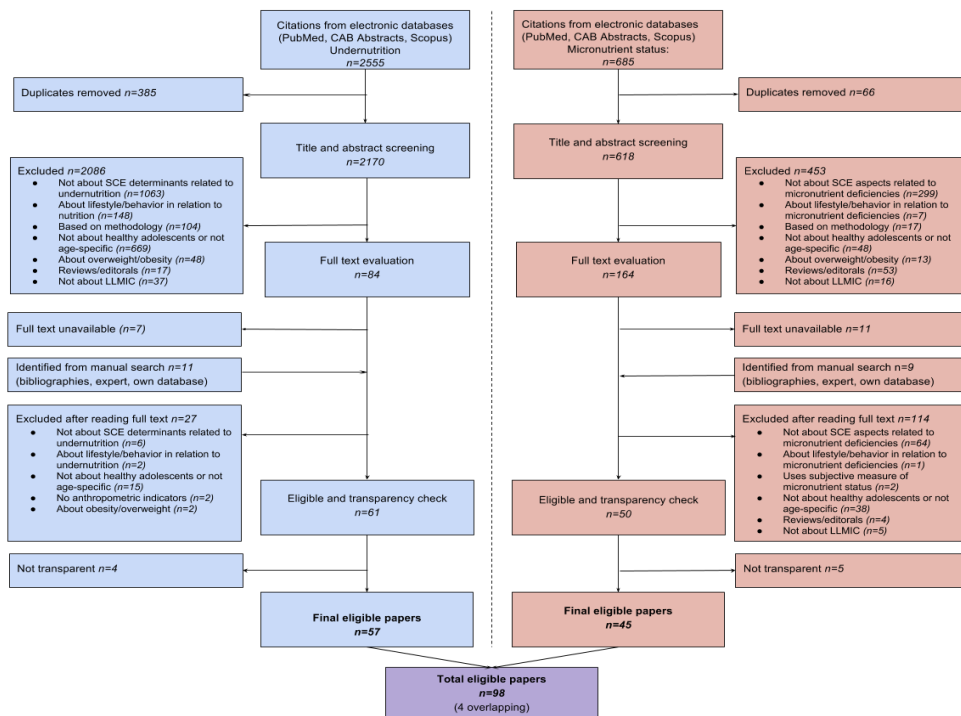 Citations from electronic databases
(PubMed, CAB Abstracts, Scopus)
Undernutrition
n=2555
Citations from electronic databases
(PubMed, CAB Abstracts, Scopus)
Micronutrient status:
n=685
Duplicates removed n=385
Duplicates removed n=66
Title and abstract screening
n=2170
Title and abstract screening
n=618
Excluded n=2086
● Not about SCE determinants related to
undernutrition (n=1063)
● About lifestyle/behavior in relation to
nutrition (n=148)
● Based on methodology (n=104)
● Not about healthy adolescents or not
age-specific (n=669)
● About overweight/obesity (n=48)
● Reviews/editorals (n=17)
● Not about LLMIC (n=37)
Excluded n=453
● Not about SCE aspects related to
micronutrient deficiencies (n=299)
● About lifestyle/behavior in relation to
micronutrient deficiencies (n=7)
● Based on methodology (n=17)
● Not about healthy adolescents or not
age-specific (n=48)
● About overweight/obesity (n=13)
● Reviews/editorals (n=53)
● Not about LLMIC (n=16)
Full text evaluation
n=84
Full text evaluation
n=164
Full text unavailable (n=7)
Full text unavailable n=11
Identified from manual search n=11
(bibliographies, expert, own database)
Identified from manual search n=9
(bibliographies, expert, own database)
Excluded after reading full text n=27
● Not about SCE determinants related to
undernutrition (n=6)
● About lifestyle/behavior in relation to
undernutrition (n=2)
● Not about healthy adolescents or not
age-specific (n=15)
● No anthropometric indicators (n=2)
● About obesity/overweight (n=2)
Excluded after reading full text n=114
● Not about SCE aspects related to
micronutrient deficiencies (n=64)
● About lifestyle/behavior in relation to
micronutrient deficiencies (n=1)
● Uses subjective measure of
micronutrient status (n=2)
● Not about healthy adolescents or not
age-specific (n=38)
● Reviews/editorals (n=4)
● Not about LLMIC (n=5)
Eligible and transparency check
n=61
Eligible and transparency check
n=50
Not transparent n=4
Not transparent n=5
Final eligible papers
n=57
Final eligible papers
n=45
Total eligible papers
n=98
(4 overlapping)